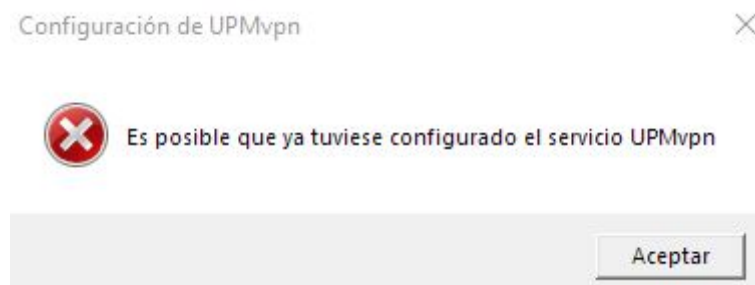 Configuración de UPMvpn
Es posible que ya tuviese configurado el servicio UPMvpn
Aceptar